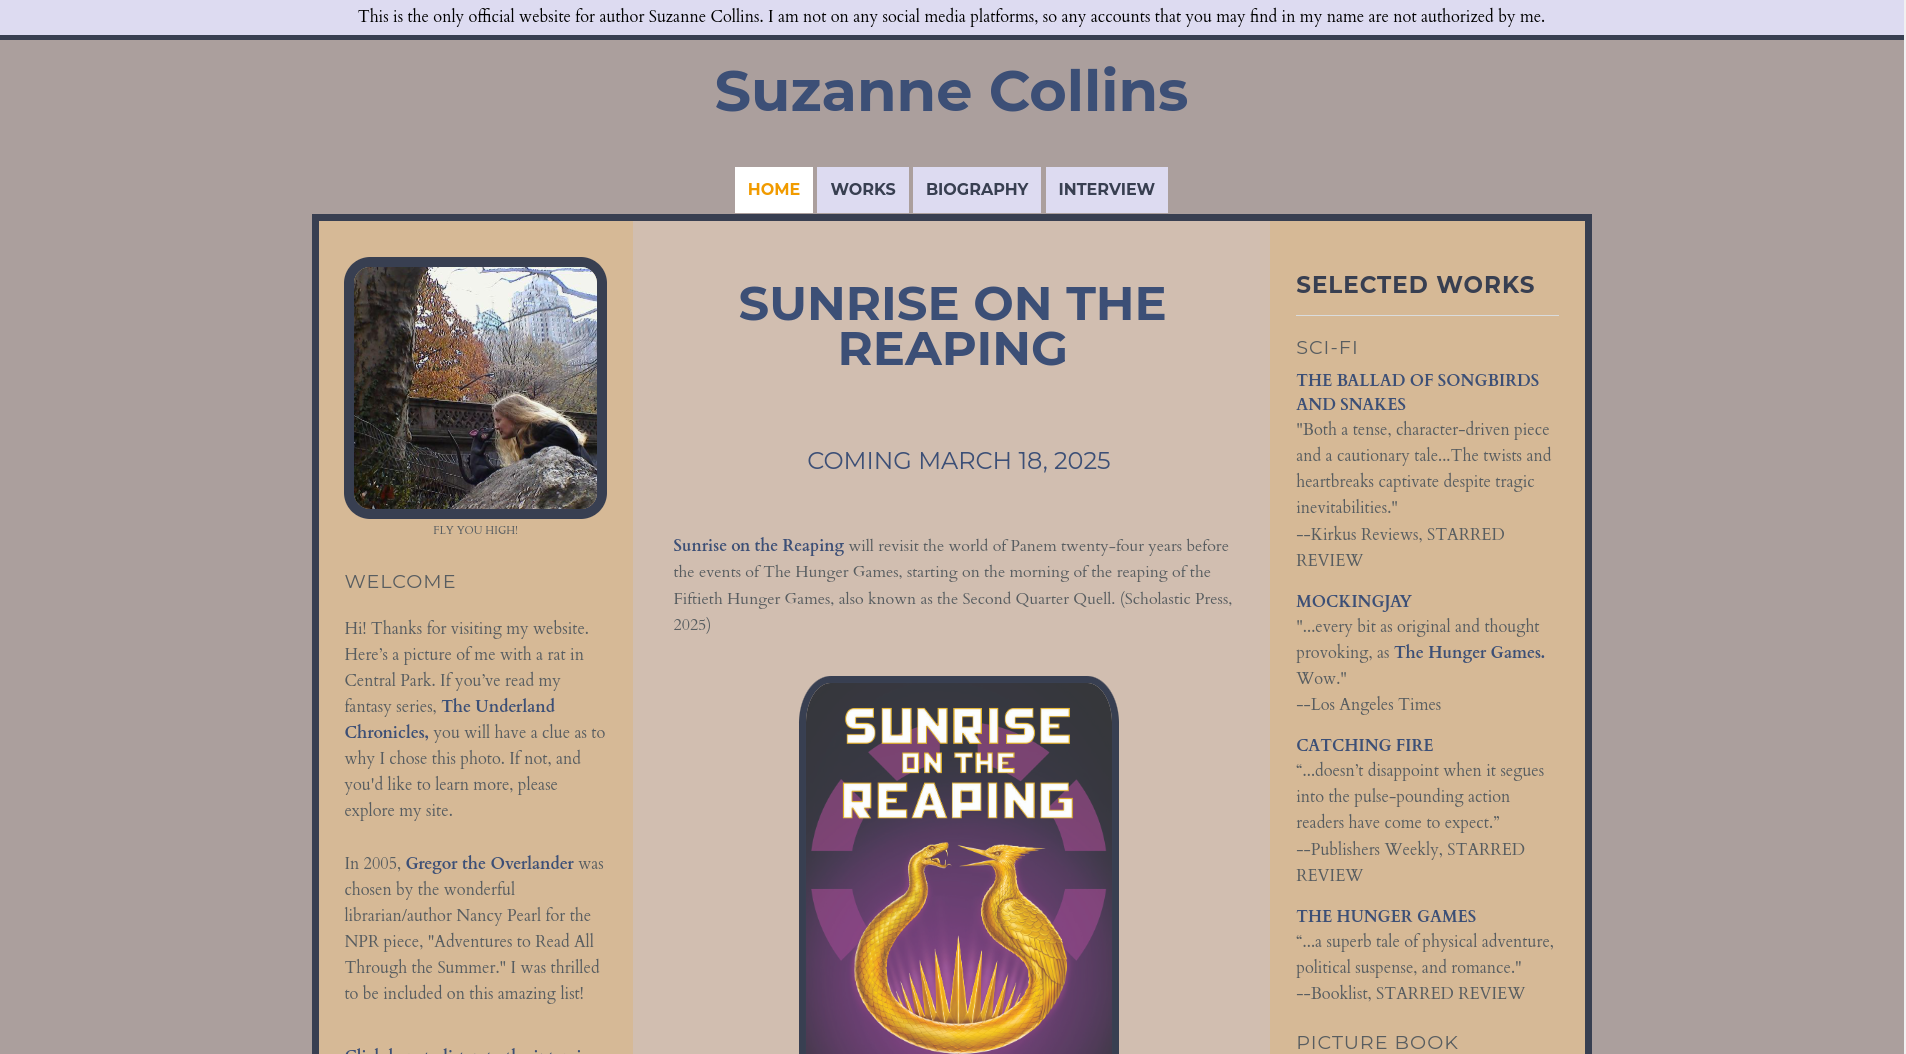 This is the only official website for author Suzanne Collins. I am not on any social media platforms, so any accounts that you may find in my name are not authorized by me.
Suzanne Collins
HOME
WORKS
BIOGRAPHY
INTERVIEW
FLY YOU HIGH!
WELCOME
Hi! Thanks for visiting my website.
Here’s a picture of me with a rat in
Central Park. If you’ve read my
fantasy series, The Underland
Chronicles, you will have a clue as to
why I chose this photo. If not, and
you'd like to learn more, please
explore my site.
In 2005, Gregor the Overlander was
chosen by the wonderful
librarian/author Nancy Pearl for the
NPR piece, "Adventures to Read All
Through the Summer." I was thrilled
to be included on this amazing list!
SUNRISE ON THE
REAPING
COMING MARCH 18, 2025
Sunrise on the Reaping will revisit the world of Panem twenty-four years before
the events of The Hunger Games, starting on the morning of the reaping of the
Fiftieth Hunger Games, also known as the Second Quarter Quell. (Scholastic Press,
2025)
SUNRISE
ON THE
REAPING
SELECTED WORKS
SCI-FI
THE BALLAD OF SONGBIRDS
AND SNAKES
"Both a tense, character-driven piece
and a cautionary tale...The twists and
heartbreaks captivate despite tragic
inevitabilities."
--Kirkus Reviews, STARRED
REVIEW
MOCKINGJAY
"...every bit as original and thought
provoking, as The Hunger Games.
Wow."
--Los Angeles Times
CATCHING FIRE
“...doesn’t disappoint when it segues
into the pulse-pounding action
readers have come to expect.”
--Publishers Weekly, STARRED
REVIEW
THE HUNGER GAMES
“...a superb tale of physical adventure,
political suspense, and romance."
--Booklist, STARRED REVIEW
PICTURE BOOK